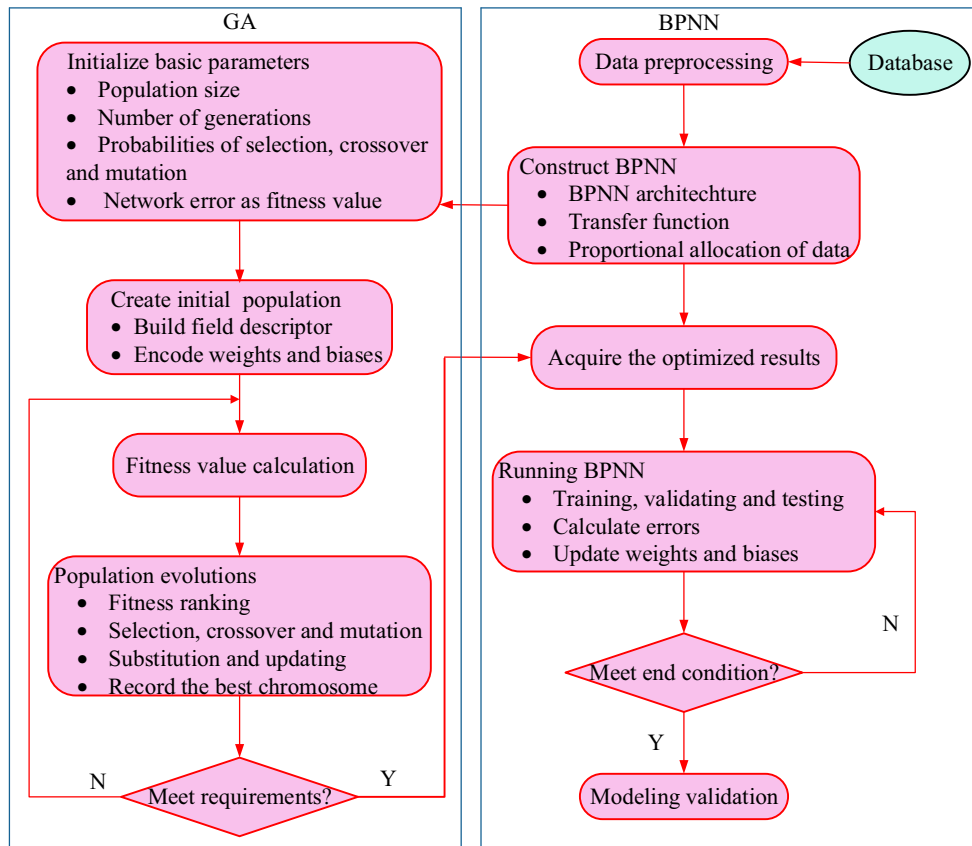 GA
Initialize basic parameters
• Population size
• Number of generations
• Probabilities of selection, crossover
and mutation
• Network error as fitness value
Create initial population
• Build field descriptor
• Encode weights and biases
Fitness value calculation
Population evolutions
• Fitness ranking
• Selection, crossover and mutation
• Substitution and updating
• Record the best chromosome
Meet requirements?
N
Y
BPNN
Data preprocessing
Database
Construct BPNN
• BPNN architechture
• Transfer function
• Proportional allocation of data
Acquire the optimized results
Running BPNN
• Training, validating and testing
• Calculate errors
• Update weights and biases
N
Meet end condition?
Y
Modeling validation